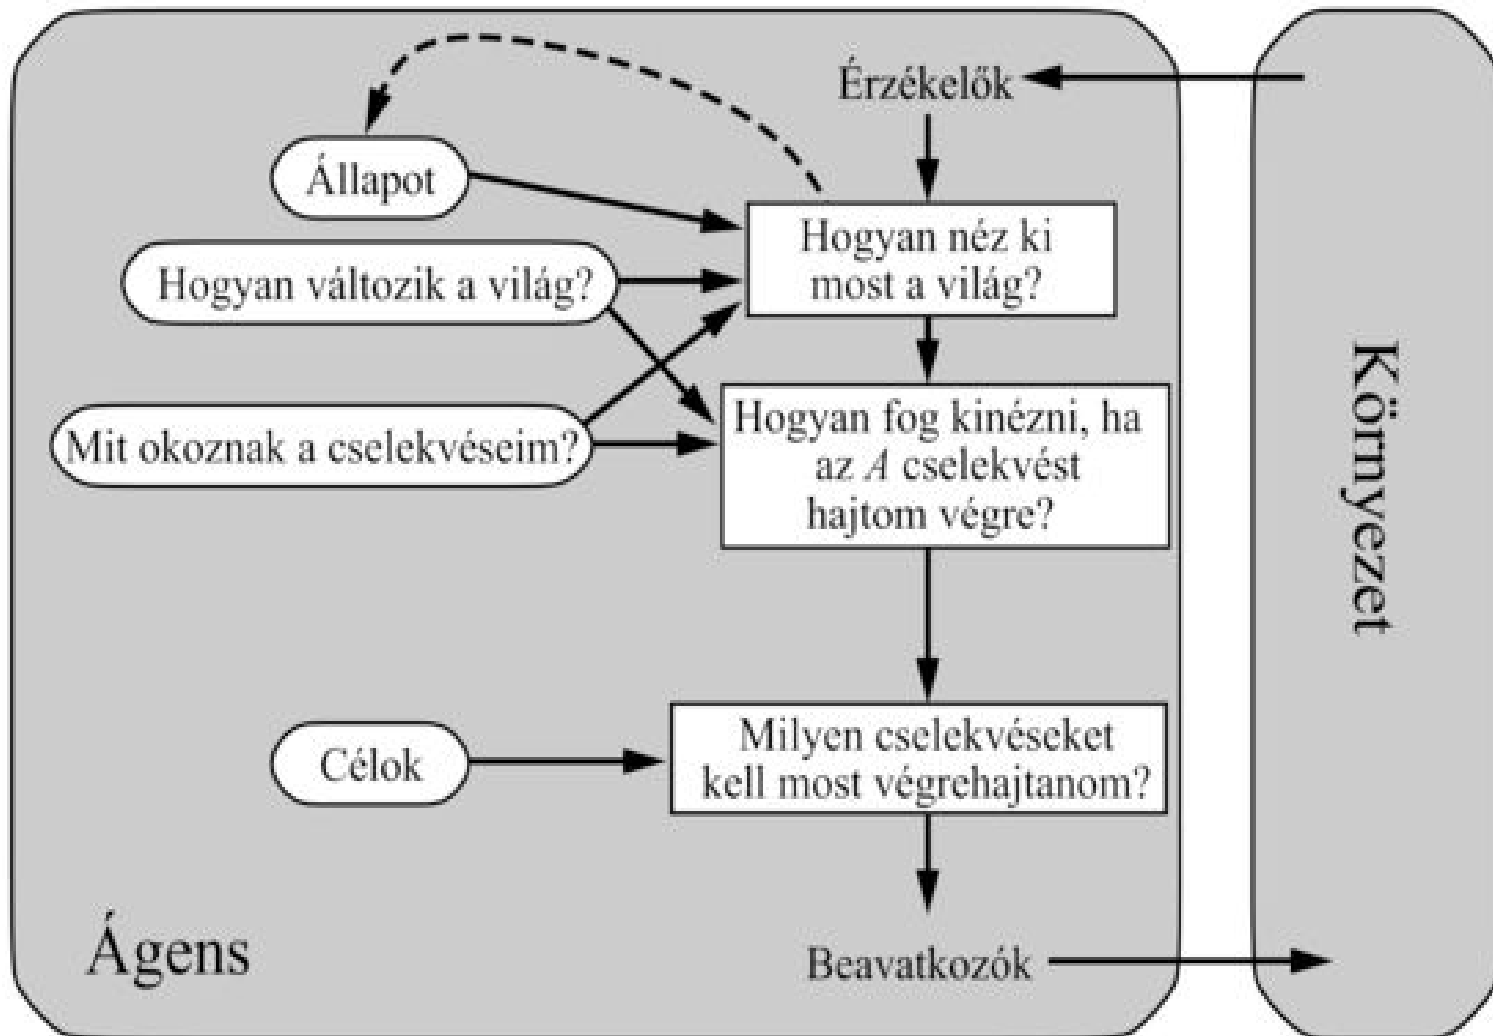 Érzékelők
Állapot
Hogyan néz ki
most a világ?
Hogyan változik a világ?
Mit okoznak a cselekvéseim?
Hogyan fog kinézni, ha
az A cselekvést
hajtom végre?
Célok
Milyen cselekvéseket
kell most végrehajtanom?
Ágens
Beavatkozók
Környezet